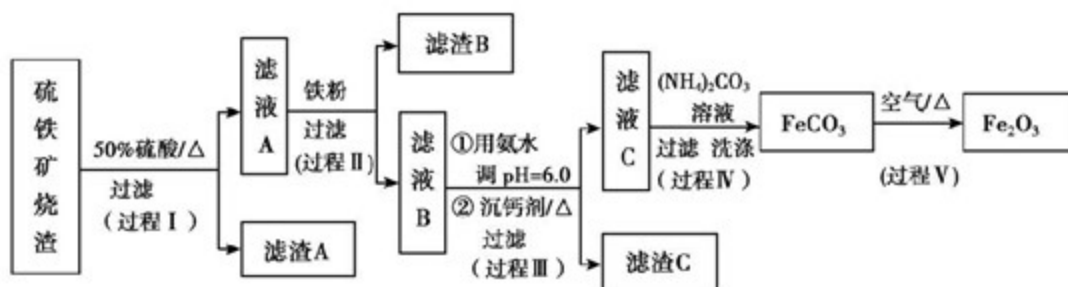 硫铁矿烧渣
50%硫酸/△
过滤
(过程Ⅰ)
滤液A
滤渣A
铁粉
过滤
(过程Ⅱ)
滤渣B
滤液B
①用氨水
调pH=6.0
②沉钙剂/△
过滤
(过程Ⅲ)
滤液C
滤渣C
(NH₄)₂CO₃
溶液
过滤 洗涤
(过程Ⅳ)
FeCO₃
空气/△
(过程Ⅴ)
Fe₂O₃